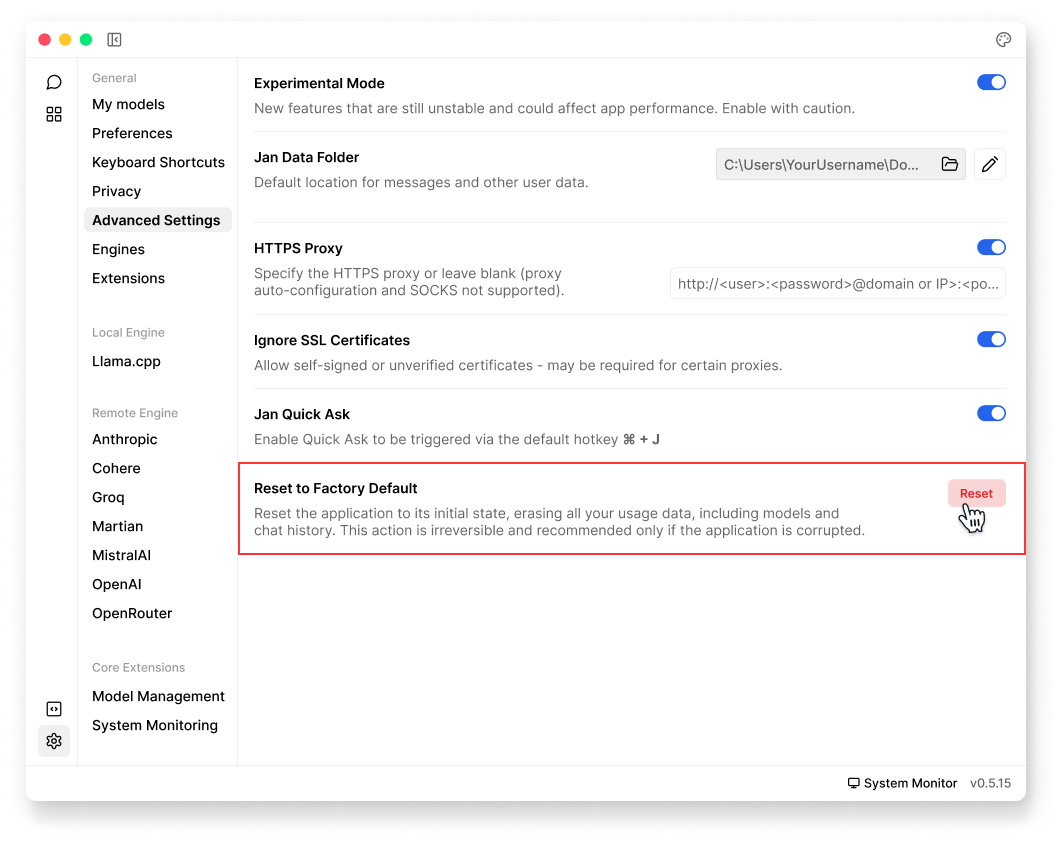 General
My models
Preferences
Keyboard Shortcuts
Privacy
Advanced Settings
Engines
Extensions
Local Engine
Llama.cpp
Remote Engine
Anthropic
Cohere
Groq
Martian
MistralAI
OpenAI
OpenRouter
Core Extensions
Model Management
System Monitoring
Experimental Mode
New features that are still unstable and could affect app performance. Enable with caution.
Jan Data Folder
Default location for messages and other user data.
C:\Users\YourUsername\Do...
HTTPS Proxy
Specify the HTTPS proxy or leave blank (proxy
auto-configuration and SOCKS not supported).
http://<user>:<password>@domain or IP>:<po...
Ignore SSL Certificates
Allow self-signed or unverified certificates - may be required for certain proxies.
Jan Quick Ask
Enable Quick Ask to be triggered via the default hotkey ⌘ + J
Reset to Factory Default
Reset the application to its initial state, erasing all your usage data, including models and
chat history. This action is irreversible and recommended only if the application is corrupted.
Reset
System Monitor v0.5.15